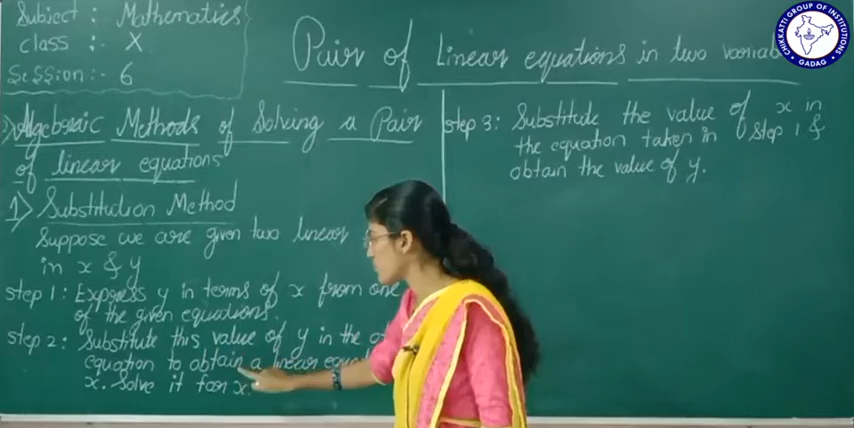 Subject : Mathematics
Class :- X
Session :- 6
Pair of Linear equations in two
CHIKKATTI GROUP OF INSTITUTIONS
GADAG
Algebraic Methods of Solving a Pair
of linear equations
1) Substitution Method
Suppose we are given two linear
in x & y
step 1 : Express y in terms of x from one
of the given equations.
step 2 : Substitute this value of y in the
equation to obtain a linear
x. Solve it for x.
step 3 : Substitute the value of x in
the equation taken in Step 1 &
obtain the value of y.